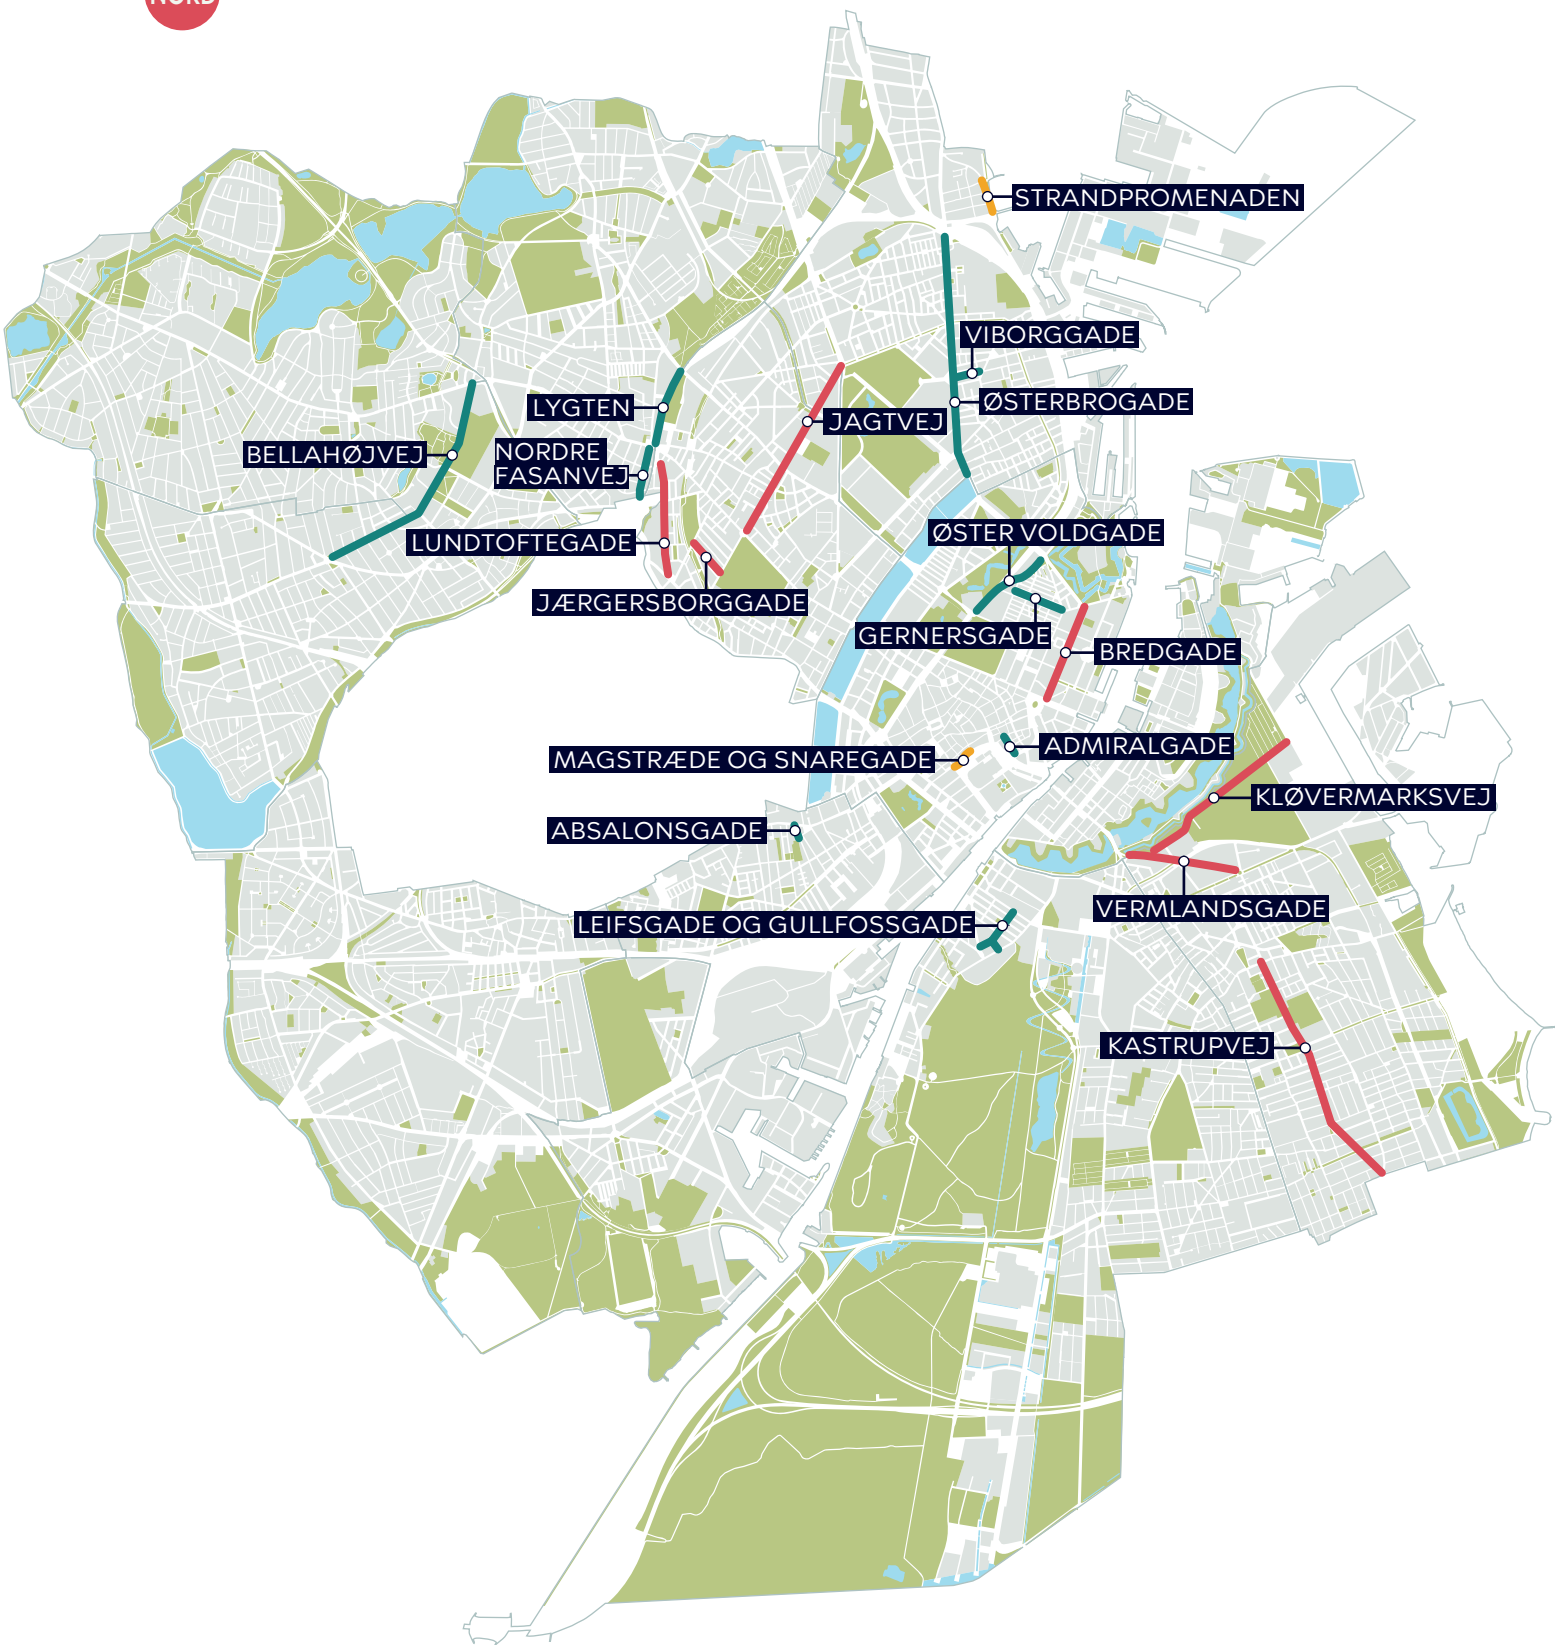 NORD
STRANDPROMENADEN
VIBORGGADE
ØSTERBROGADE
LYGTEN
JAGTVEJ
BELLAHØJVEJ
NORDRE
FASANVEJ
LUNDTOFTEGADE
ØSTER VOLDGADE
JÆRGERSBORGGADE
GERNERSGADE
BREDGADE
MAGSTRÆDE OG SNAREGADE
ADMIRALGADE
KLØVERMARKSVEJ
ABSALONSGADE
VERMLANDSGADE
LEIFSGADE OG GULLFOSSGADE
KASTRUPVEJ